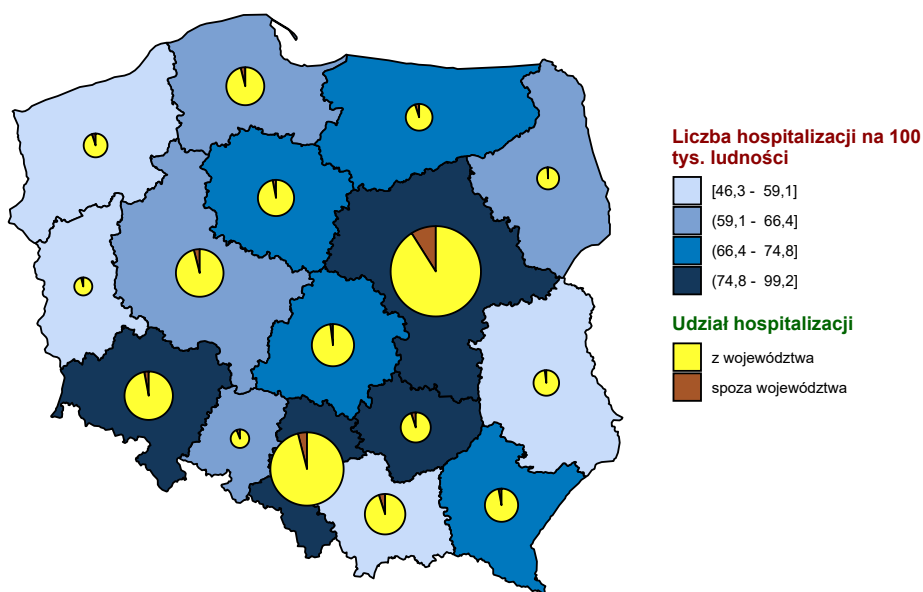 Liczba hospitalizacji na 100
tys. ludności
[46,3 - 59,1]
(59,1 - 66,4]
(66,4 - 74,8]
(74,8 - 99,2]
Udział hospitalizacji
z województwa
spoza województwa